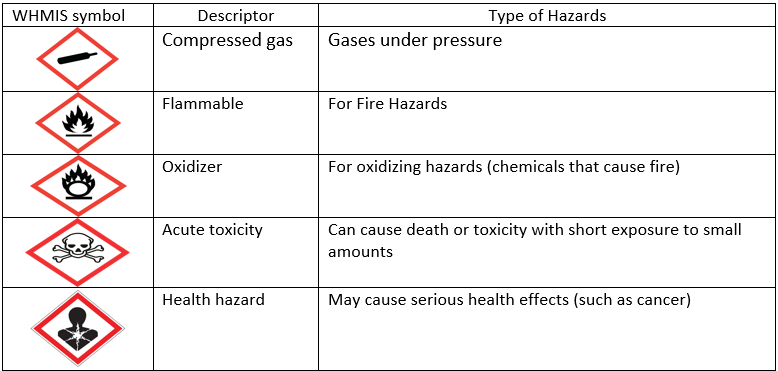 WHMIS symbol Descriptor Type of Hazards
Compressed gas Gases under pressure
Flammable For Fire Hazards
Oxidizer For oxidizing hazards (chemicals that cause fire)
Acute toxicity Can cause death or toxicity with short exposure to small
amounts
Health hazard May cause serious health effects (such as cancer)